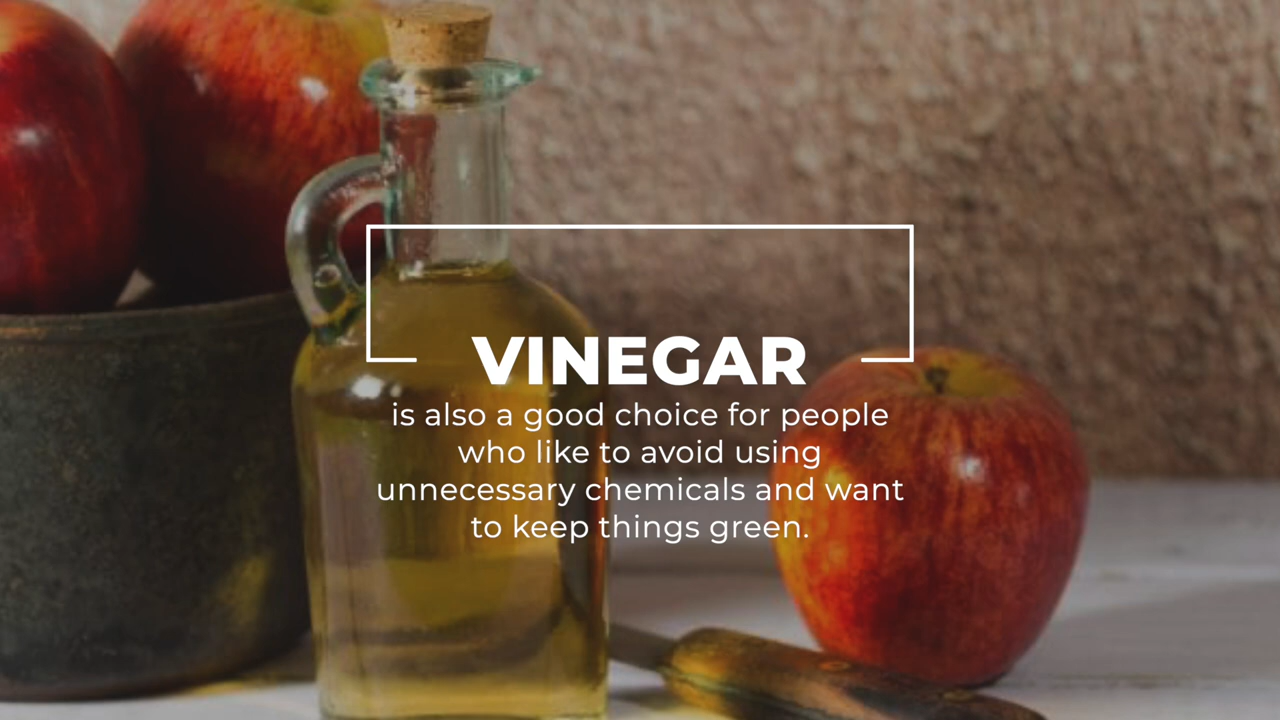 VINEGAR
is also a good choice for people
who like to avoid using
unnecessary chemicals and want
to keep things green.